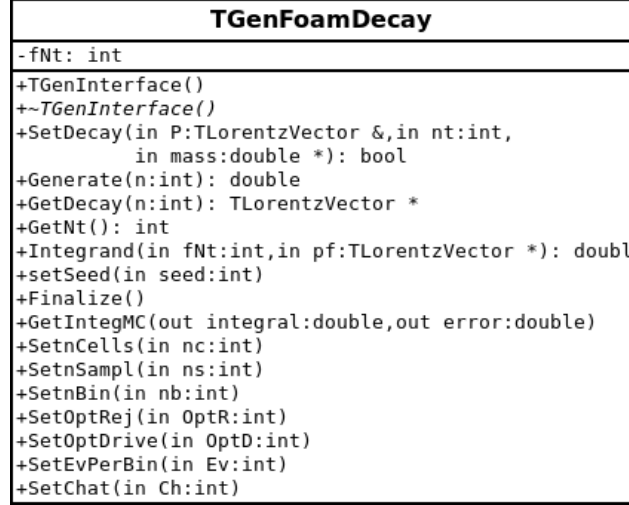 TGenFoamDecay
-fNt: int
+TGenInterface()
+~TGenInterface()
+SetDecay(in P:TLorentzVector &,in nt:int,
in mass:double *): bool
+Generate(n:int): double
+GetDecay(n:int): TLorentzVector *
+GetNt(): int
+Integrand(in fNt:int,in pf:TLorentzVector *): doubl
+setSeed(in seed:int)
+Finalize()
+GetIntegMC(out integral:double,out error:double)
+SetnCells(in nc:int)
+SetnSampl(in ns:int)
+SetnBin(in nb:int)
+SetOptRej(in OptR:int)
+SetOptDrive(in OptD:int)
+SetEvPerBin(in Ev:int)
+SetChat(in Ch:int)